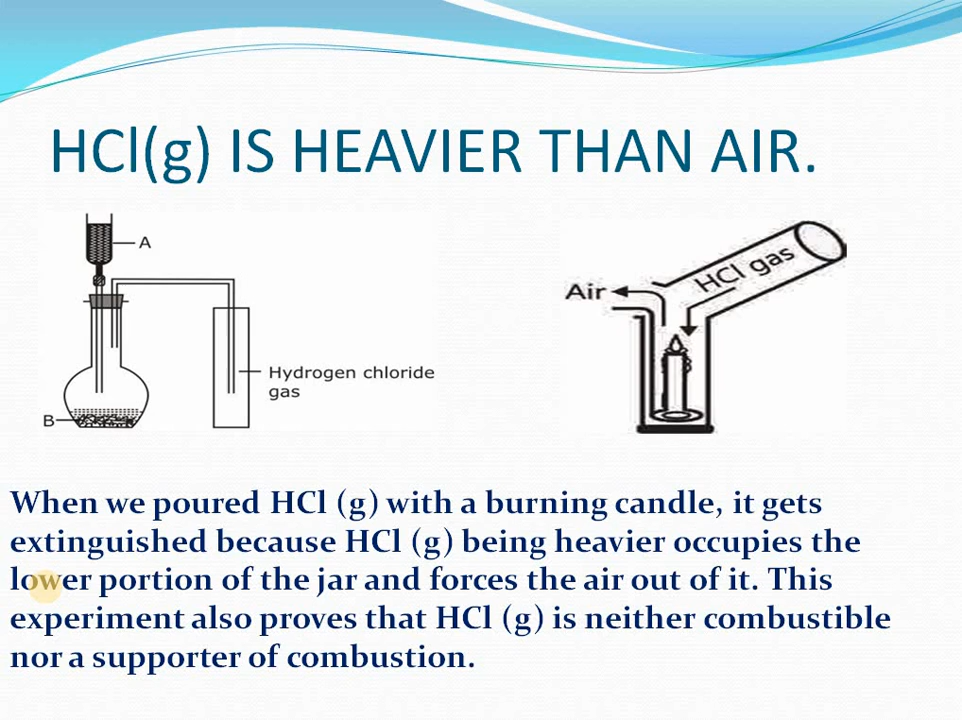 HCl(g) IS HEAVIER THAN AIR.
A
Hydrogen chloride
gas
B
HCl gas
Air
When we poured HCl (g) with a burning candle, it gets
extinguished because HCl (g) being heavier occupies the
lower portion of the jar and forces the air out of it. This
experiment also proves that HCl (g) is neither combustible
nor a supporter of combustion.